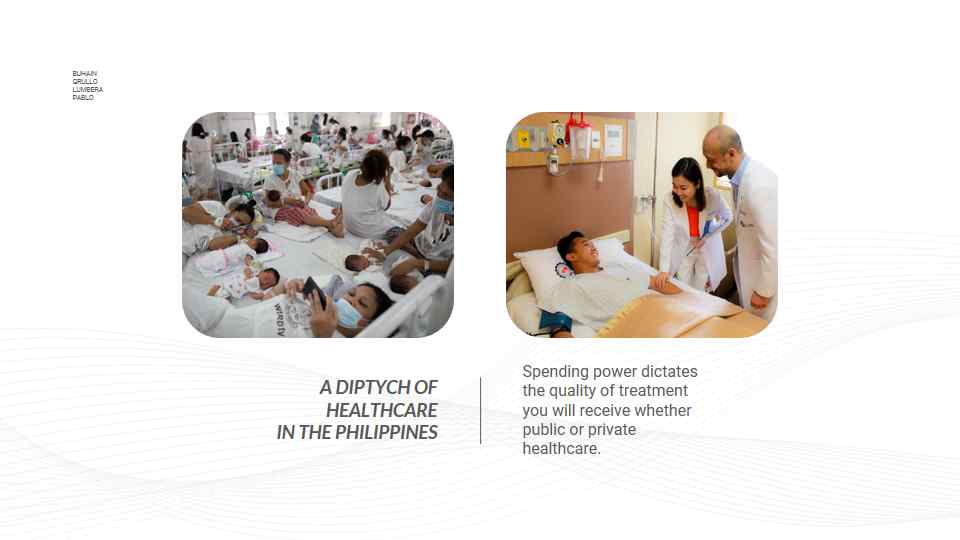 BUHAIN
QRULLO
LUMBERA
PABLO
A DIPTYCH OF
HEALTHCARE
IN THE PHILIPPINES
Spending power dictates
the quality of treatment
you will receive whether
public or private
healthcare.